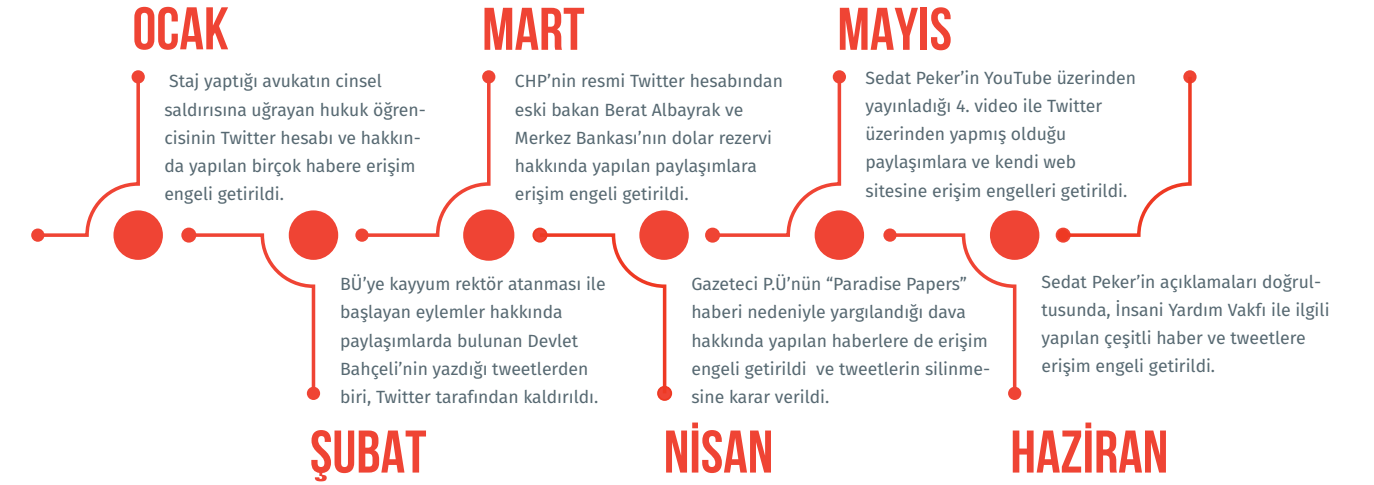 OCAK
Staj yaptığı avukatın cinsel
saldırısına uğrayan hukuk öğren-
cisinin Twitter hesabı ve hakkın-
da yapılan birçok habere erişim
engeli getirildi.
BÜ’ye kayyum rektör atanması ile
başlayan eylemler hakkında
paylaşımlarda bulunan Devlet
Bahçeli’nin yazdığı tweetlerden
biri, Twitter tarafından kaldırıldı.
ŞUBAT
MART
CHP’nin resmi Twitter hesabından
eski bakan Berat Albayrak ve
Merkez Bankası’nın dolar rezervi
hakkında yapılan paylaşımlara
erişim engeli getirildi.
Gazeteci P.Ü’nün “Paradise Papers”
haberi nedeniyle yargılandığı dava
hakkında yapılan haberlere de erişim
engeli getirildi ve tweetlerin silinme-
sine karar verildi.
NİSAN
MAYIS
Sedat Peker’in YouTube üzerinden
yayınladığı 4. video ile Twitter
üzerinden yapmış olduğu
paylaşımlara ve kendi web
sitesine erişim engelleri getirildi.
Sedat Peker’in açıklamaları doğrul-
tusunda, İnsani Yardım Vakfı ile ilgili
yapılan çeşitli haber ve tweetlere
erişim engeli getirildi.
HAZİRAN